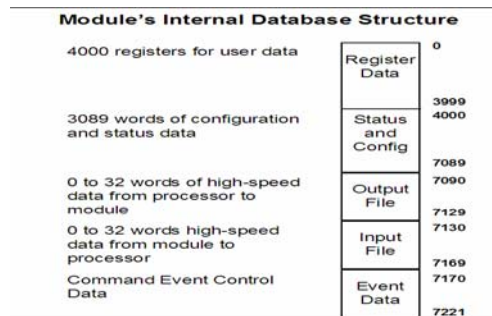 Module's Internal Database Structure
4000 registers for user data
Register
Data
0
3999
3089 words of configuration
and status data
Status
and
Config
4000
7089
0 to 32 words of high-speed
data from processor to
module
Output
File
7090
7129
0 to 32 words high-speed
data from module to
processor
Input
File
7130
7169
Command Event Control
Data
Event
Data
7170
7221